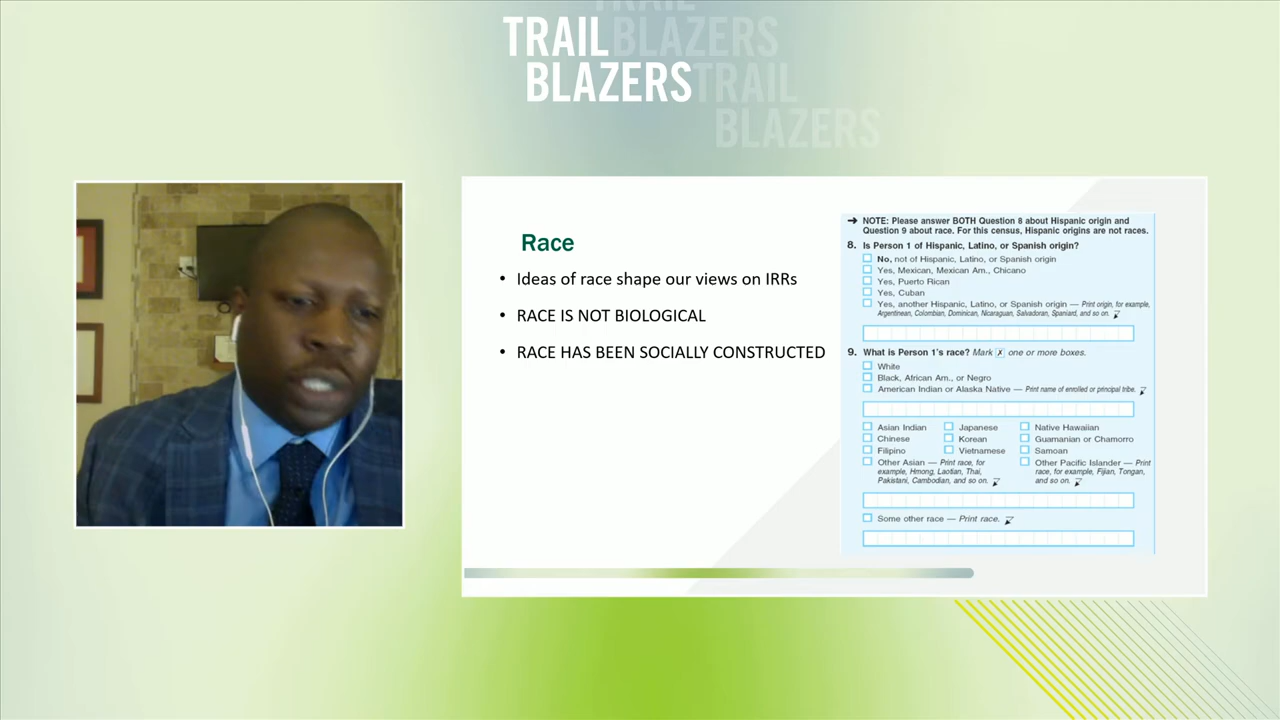 TRAIL
TRAILBLAZERS
BLAZERSTRAIL
BLAZERS
Race
• Ideas of race shape our views on IRRs
• RACE IS NOT BIOLOGICAL
• RACE HAS BEEN SOCIALLY CONSTRUCTED
➔ NOTE: Please answer BOTH Question 8 about Hispanic origin and
Question 9 about race. For this census, Hispanic origins are not races.
8. Is Person 1 of Hispanic, Latino, or Spanish origin?
No, not of Hispanic, Latino, or Spanish origin
Yes, Mexican, Mexican Am., Chicano
Yes, Puerto Rican
Yes, Cuban
Yes, another Hispanic, Latino, or Spanish origin — Print origin, for example,
Argentinean, Colombian, Dominican, Nicaraguan, Salvadoran, Spaniard, and so on.
9. What is Person 1's race? Mark X one or more boxes.
White
Black, African Am., or Negro
American Indian or Alaska Native — Print name of enrolled or principal tribe.
Asian Indian
Chinese
Filipino
Other Asian — Print race, for
example, Hmong, Laotian, Thai,
Pakistani, Cambodian, and so on.
Japanese
Korean
Vietnamese
Native Hawaiian
Guamanian or Chamorro
Samoan
Other Pacific Islander — Print
race, for example, Fijian, Tongan,
and so on.
Some other race — Print race.